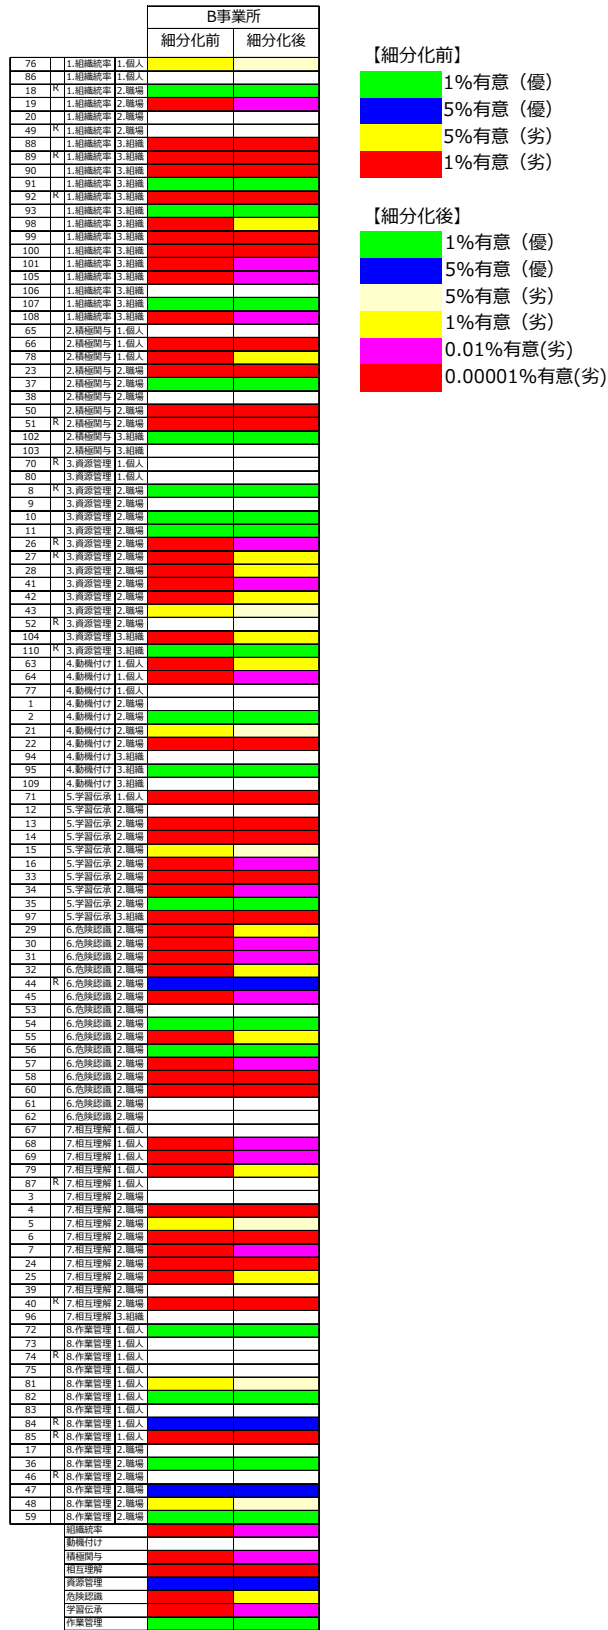 B事業所
細分化前 細分化後
76 1.組織統率 1.個人
86 1.組織統率 1.個人
18 R 1.組織統率 2.職場
19 1.組織統率 2.職場
20 1.組織統率 2.職場
49 R 1.組織統率 2.職場
88 1.組織統率 3.組織
89 R 1.組織統率 3.組織
90 1.組織統率 3.組織
91 1.組織統率 3.組織
92 R 1.組織統率 3.組織
93 1.組織統率 3.組織
98 1.組織統率 3.組織
99 1.組織統率 3.組織
100 1.組織統率 3.組織
101 1.組織統率 3.組織
105 1.組織統率 3.組織
106 1.組織統率 3.組織
107 1.組織統率 3.組織
108 1.組織統率 3.組織
65 2.積極関与 1.個人
66 2.積極関与 1.個人
78 2.積極関与 1.個人
23 2.積極関与 2.職場
37 2.積極関与 2.職場
38 2.積極関与 2.職場
50 2.積極関与 2.職場
51 R 2.積極関与 2.職場
102 2.積極関与 3.組織
103 2.積極関与 3.組織
70 R 3.資源管理 1.個人
80 3.資源管理 1.個人
8 R 3.資源管理 2.職場
9 3.資源管理 2.職場
10 3.資源管理 2.職場
11 3.資源管理 2.職場
26 R 3.資源管理 2.職場
27 R 3.資源管理 2.職場
28 3.資源管理 2.職場
41 3.資源管理 2.職場
42 3.資源管理 2.職場
43 3.資源管理 2.職場
52 R 3.資源管理 2.職場
104 3.資源管理 3.組織
110 R 3.資源管理 3.組織
63 4.動機付け 1.個人
64 4.動機付け 1.個人
77 4.動機付け 1.個人
1 4.動機付け 2.職場
2 4.動機付け 2.職場
21 4.動機付け 2.職場
22 4.動機付け 2.職場
94 4.動機付け 3.組織
95 4.動機付け 3.組織
109 4.動機付け 3.組織
71 5.学習伝承 1.個人
12 5.学習伝承 2.職場
13 5.学習伝承 2.職場
14 5.学習伝承 2.職場
15 5.学習伝承 2.職場
16 5.学習伝承 2.職場
33 5.学習伝承 2.職場
34 5.学習伝承 2.職場
35 5.学習伝承 2.職場
97 5.学習伝承 3.組織
29 6.危険認識 2.職場
30 6.危険認識 2.職場
31 6.危険認識 2.職場
32 6.危険認識 2.職場
44 R 6.危険認識 2.職場
45 6.危険認識 2.職場
53 6.危険認識 2.職場
54 6.危険認識 2.職場
55 6.危険認識 2.職場
56 6.危険認識 2.職場
57 6.危険認識 2.職場
58 6.危険認識 2.職場
60 6.危険認識 2.職場
61 6.危険認識 2.職場
62 6.危険認識 2.職場
67 7.相互理解 1.個人
68 7.相互理解 1.個人
69 7.相互理解 1.個人
79 7.相互理解 1.個人
87 R 7.相互理解 1.個人
3 7.相互理解 2.職場
4 7.相互理解 2.職場
5 7.相互理解 2.職場
6 7.相互理解 2.職場
7 7.相互理解 2.職場
24 7.相互理解 2.職場
25 7.相互理解 2.職場
39 7.相互理解 2.職場
40 R 7.相互理解 2.職場
96 7.相互理解 3.組織
72 8.作業管理 1.個人
73 8.作業管理 1.個人
74 R 8.作業管理 1.個人
75 8.作業管理 1.個人
81 8.作業管理 1.個人
82 8.作業管理 1.個人
83 8.作業管理 1.個人
84 R 8.作業管理 1.個人
85 R 8.作業管理 1.個人
17 8.作業管理 2.職場
36 8.作業管理 2.職場
46 R 8.作業管理 2.職場
47 8.作業管理 2.職場
48 8.作業管理 2.職場
59 8.作業管理 2.職場
組織統率
動機付け
積極関与
相互理解
資源管理
危険認識
学習伝承
作業管理
【細分化前】
1%有意（優）
5%有意（優）
5%有意（劣）
1%有意（劣）
【細分化後】
1%有意（優）
5%有意（優）
5%有意（劣）
1%有意（劣）
0.01%有意(劣)
0.00001%有意(劣)